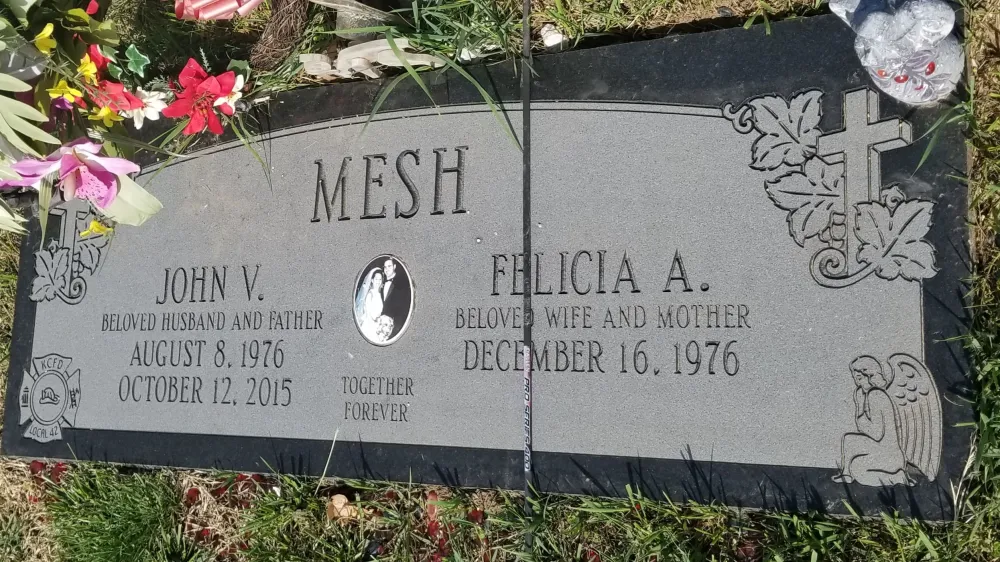 MESH
JOHN V.
BELOVED HUSBAND AND FATHER
AUGUST 8, 1976
OCTOBER 12, 2015
TOGETHER
FOREVER
FELICIA A.
BELOVED WIFE AND MOTHER
DECEMBER 16, 1976
KCFD
LOCAL 42